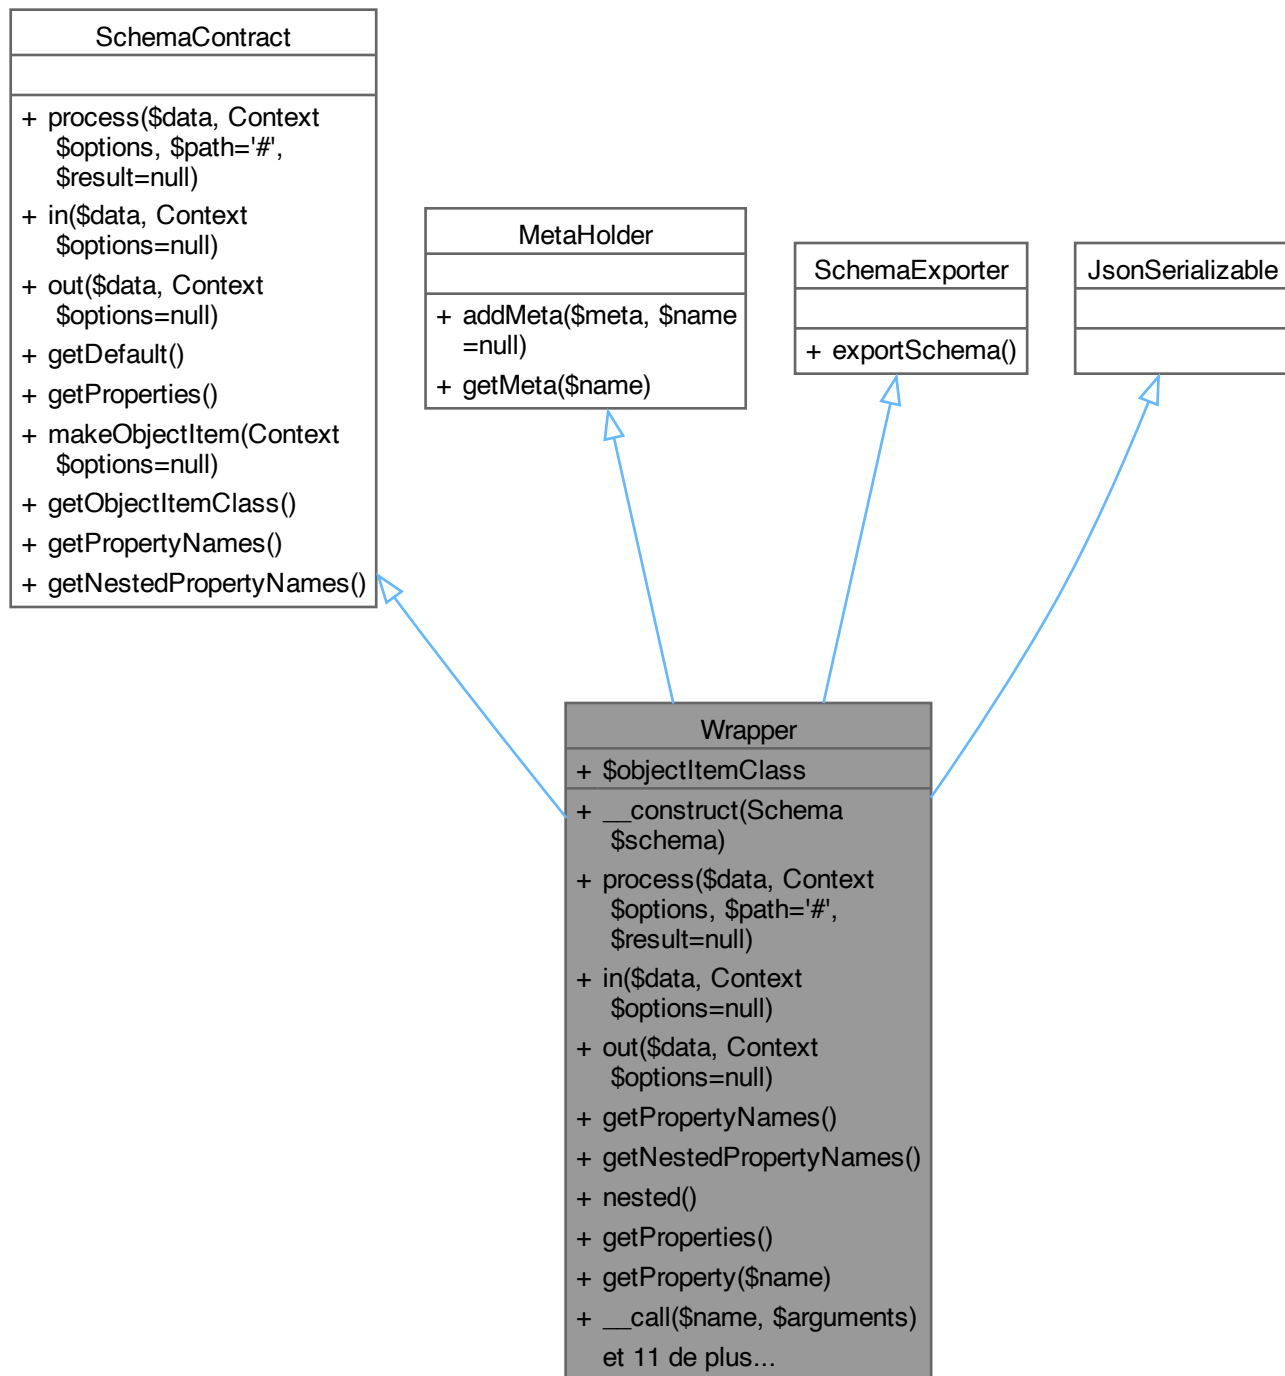 SchemaContract
+ process($data, Context
$options, $path='#',
$result=null)
+ in($data, Context
$options=null)
+ out($data, Context
$options=null)
+ getDefault()
+ getProperties()
+ makeObjectItem(Context
$options=null)
+ getObjectItemClass()
+ getPropertyNames()
+ getNestedPropertyNames()
MetaHolder
+ addMeta($meta, $name
=null)
+ getMeta($name)
SchemaExporter
+ exportSchema()
JsonSerializable
Wrapper
+ $objectItemClass
+ __construct(Schema
$schema)
+ process($data, Context
$options, $path='#',
$result=null)
+ in($data, Context
$options=null)
+ out($data, Context
$options=null)
+ getPropertyNames()
+ getNestedPropertyNames()
+ nested()
+ getProperties()
+ getProperty($name)
+ __call($name, $arguments)
et 11 de plus...